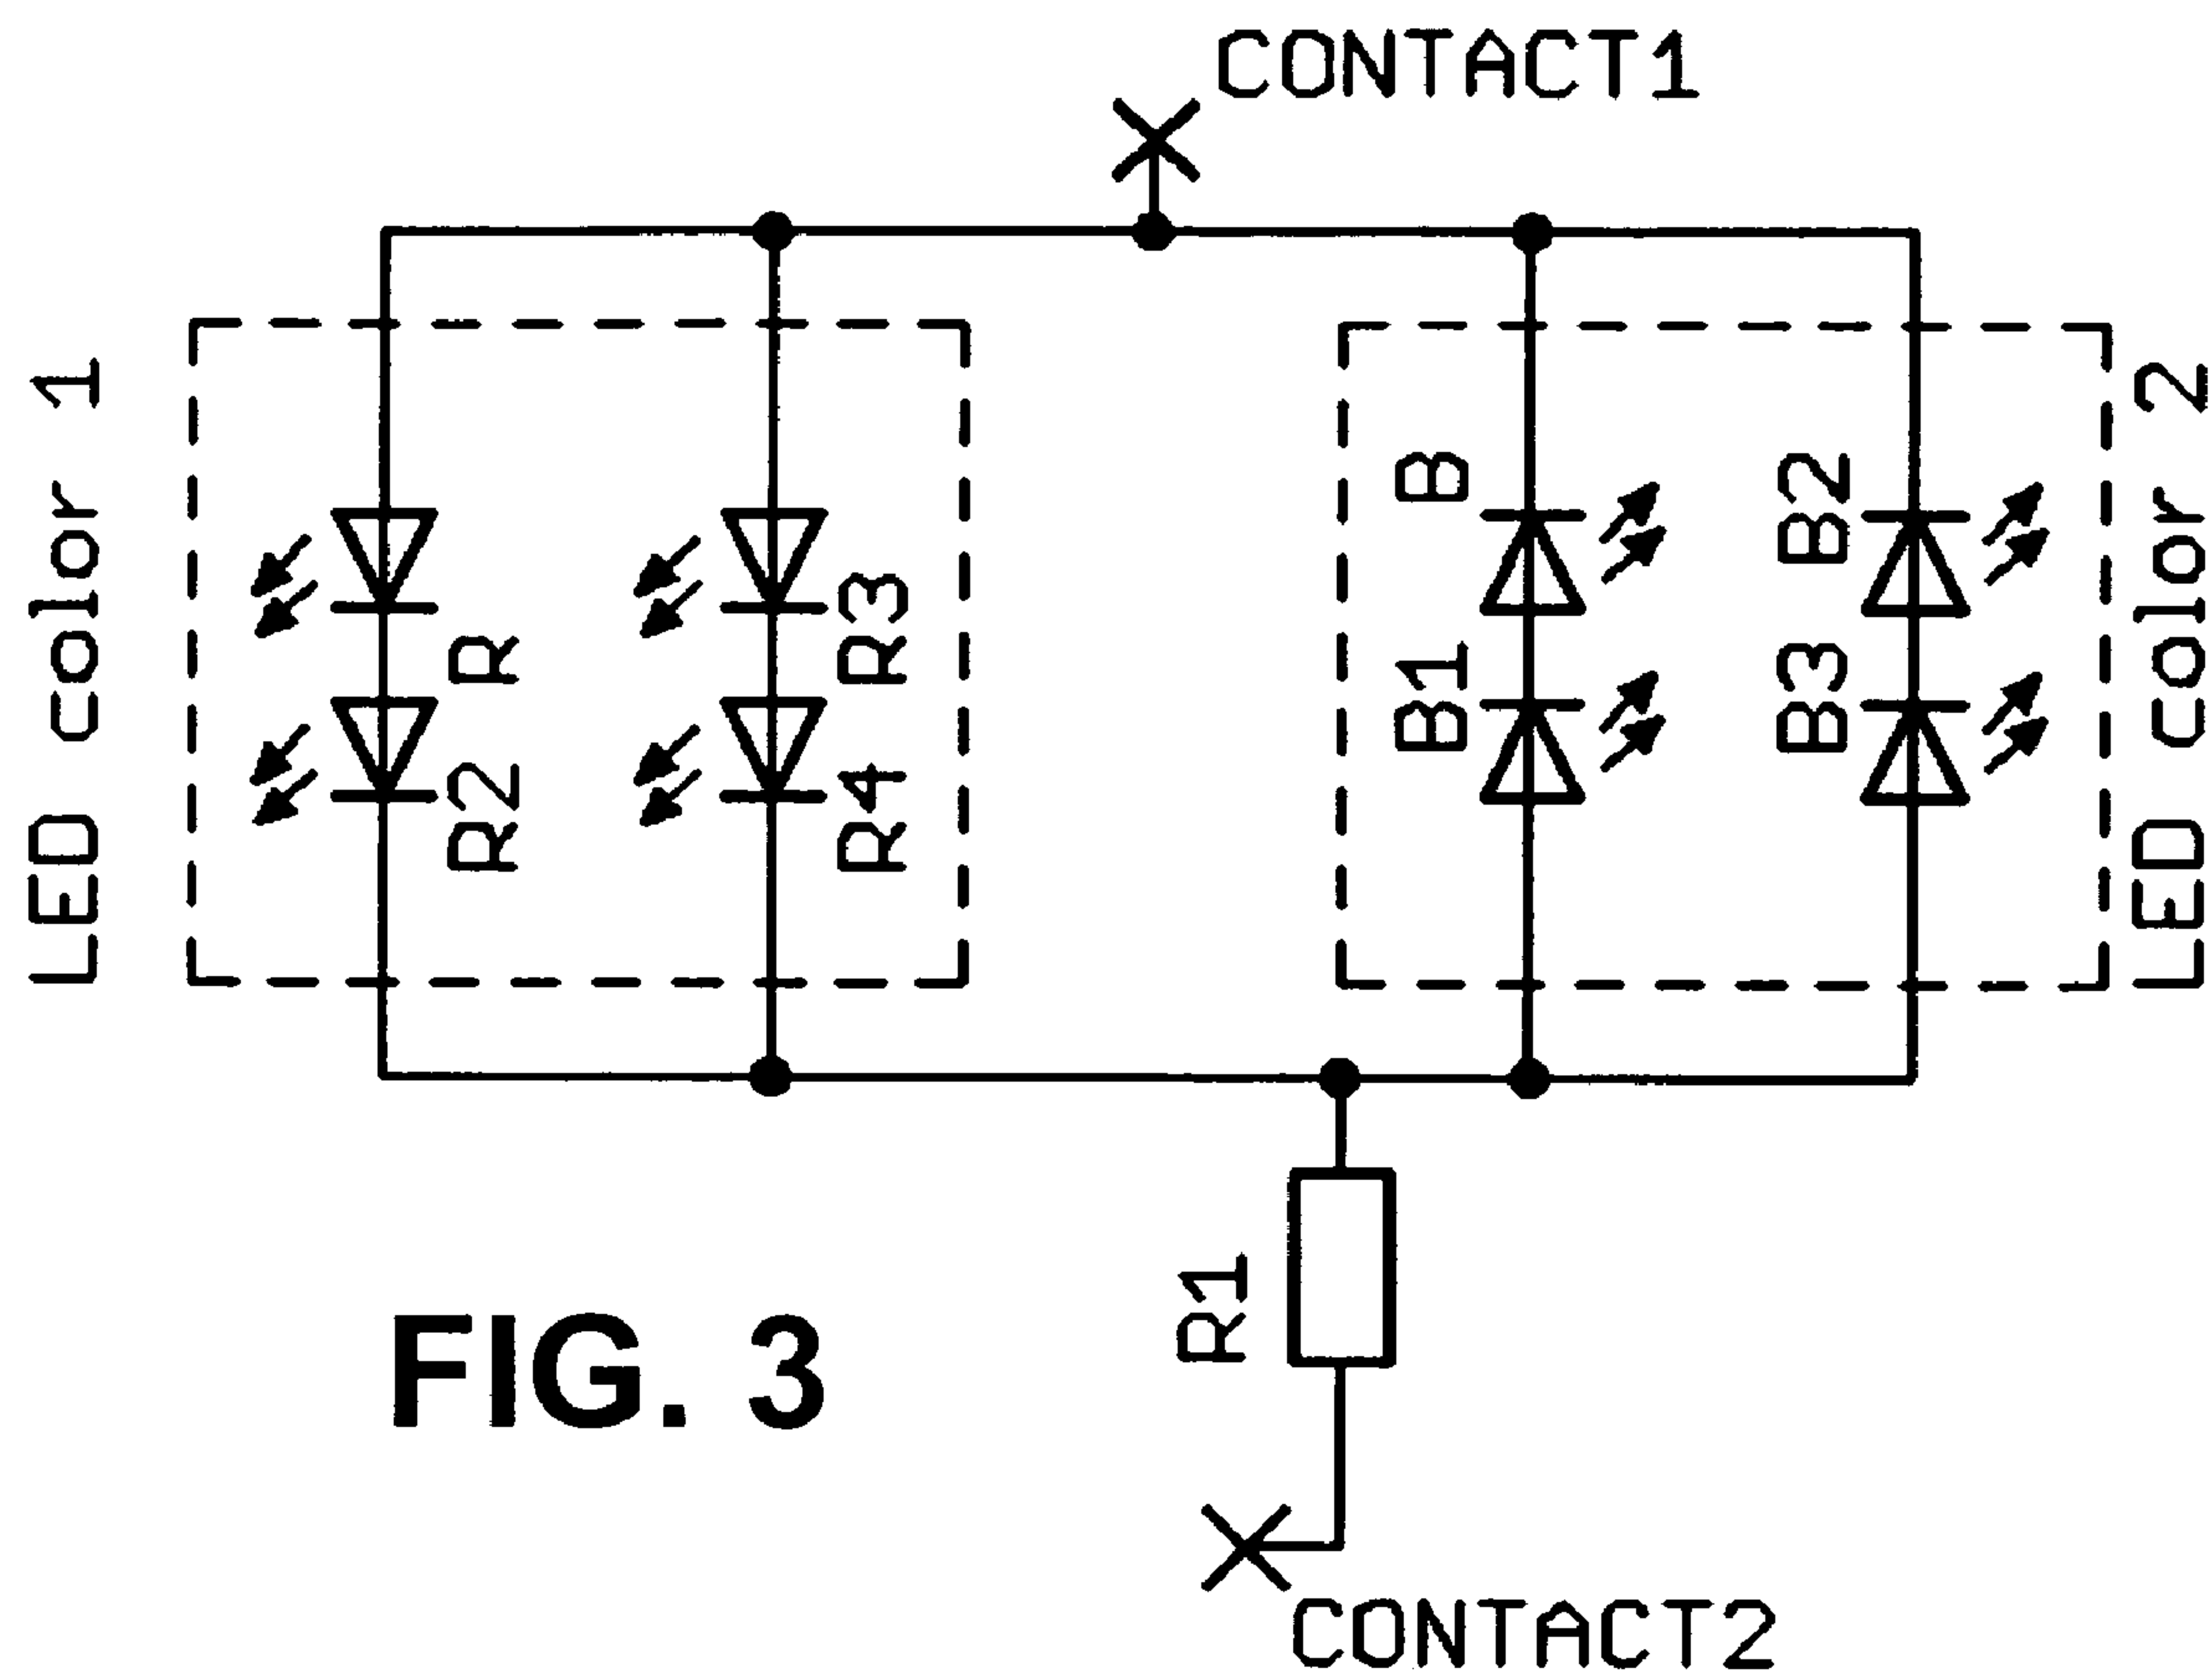 CONTACT1
LED color 1
R
R2
R3
R4
B
B1
B2
B3
LED color 2
R1
FIG. 3
CONTACT2